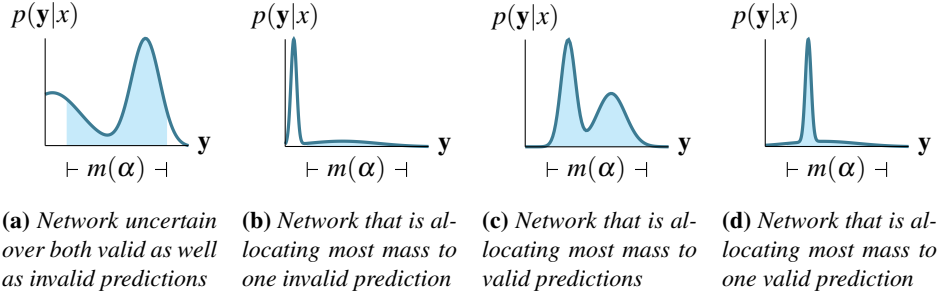 p(y|x) p(y|x) p(y|x) p(y|x)
y y y y
⊢ m(α) ⊣ ⊢ m(α) ⊣ ⊢ m(α) ⊣ ⊢ m(α) ⊣
(a) Network uncertain
over both valid as well
as invalid predictions
(b) Network that is al-
locating most mass to
one invalid prediction
(c) Network that is al-
locating most mass to
valid predictions
(d) Network that is al-
locating most mass to
one valid prediction